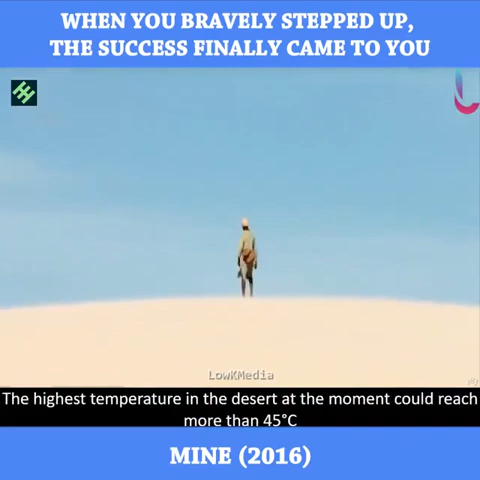 WHEN YOU BRAVELY STEPPED UP,
THE SUCCESS FINALLY CAME TO YOU
LowKMedia
The highest temperature in the desert at the moment could reach
more than 45°C
MINE (2016)